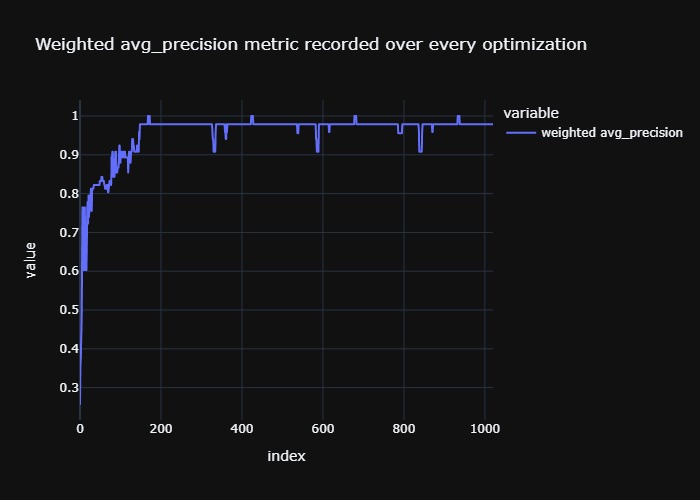 Weighted avg_precision metric recorded over every optimization
variable
weighted avg_precision
value
1
0.9
0.8
0.7
0.6
0.5
0.4
0.3
0 200 400 600 800 1000
index